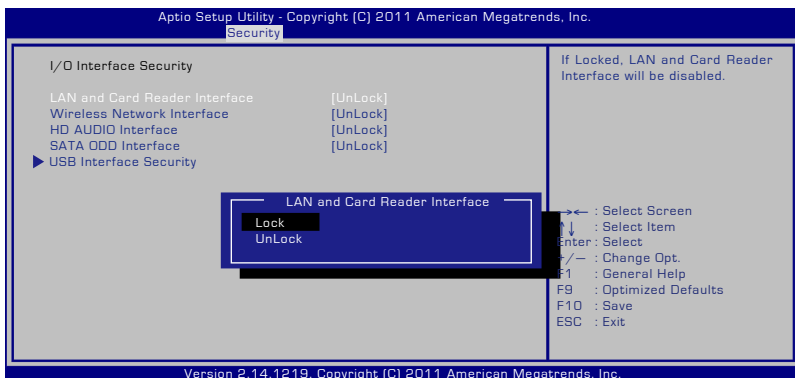 Aptio Setup Utility - Copyright (C) 2011 American Megatrends, Inc.
Security
I/O Interface Security
LAN and Card Reader Interface [UnLock]
Wireless Network Interface [UnLock]
HD AUDIO Interface [UnLock]
SATA ODD Interface [UnLock]
▶ USB Interface Security
If Locked, LAN and Card Reader
Interface will be disabled.
LAN and Card Reader Interface
Lock
UnLock
→← : Select Screen
↑↓ : Select Item
Enter : Select
+/— : Change Opt.
F1 : General Help
F9 : Optimized Defaults
F10 : Save
ESC : Exit
Version 2.14.1219. Copyright (C) 2011 American Megatrends, Inc.